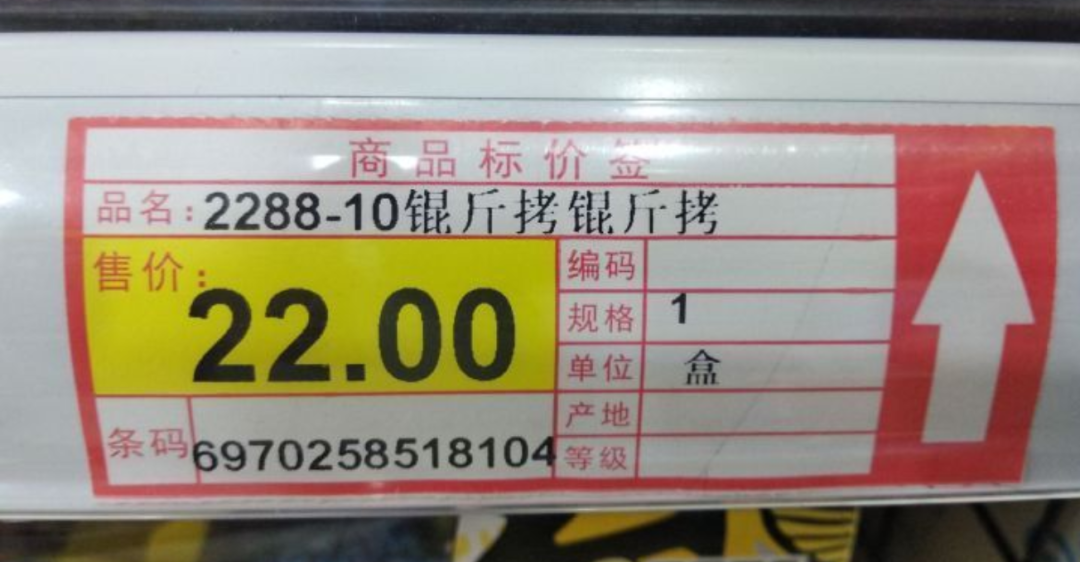 商品标价签
品名：2288-10锟斤拷锟斤拷
售价：22.00
编码
规格 1
单位 盒
产地
等级
条码 6970258518104